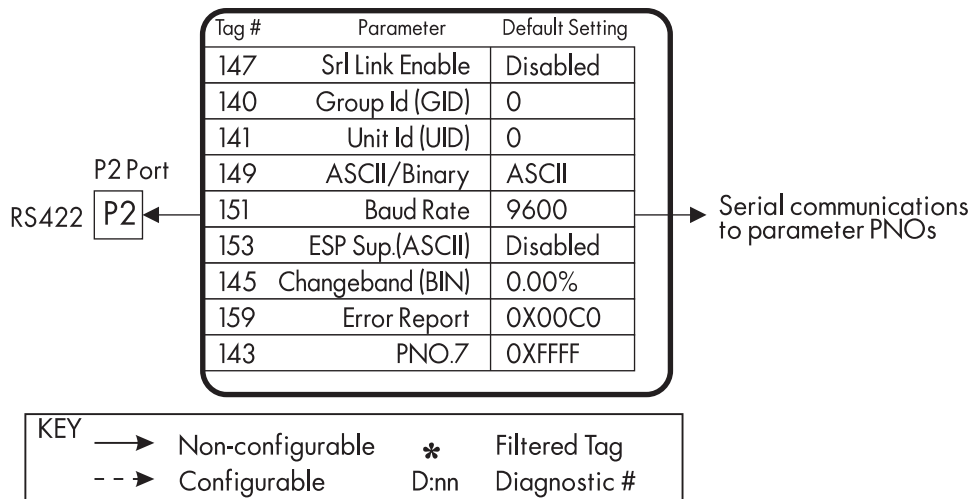 Tag # Parameter Default Setting
147 Srl Link Enable Disabled
140 Group Id (GID) 0
141 Unit Id (UID) 0
149 ASCII/Binary ASCII
151 Baud Rate 9600
153 ESP Sup.(ASCII) Disabled
145 Changeband (BIN) 0.00%
159 Error Report 0X00C0
143 PNO.7 0XFFFF
P2 Port
RS422 P2
Serial communications
to parameter PNOs
KEY
Non-configurable * Filtered Tag
Configurable D:nn Diagnostic #